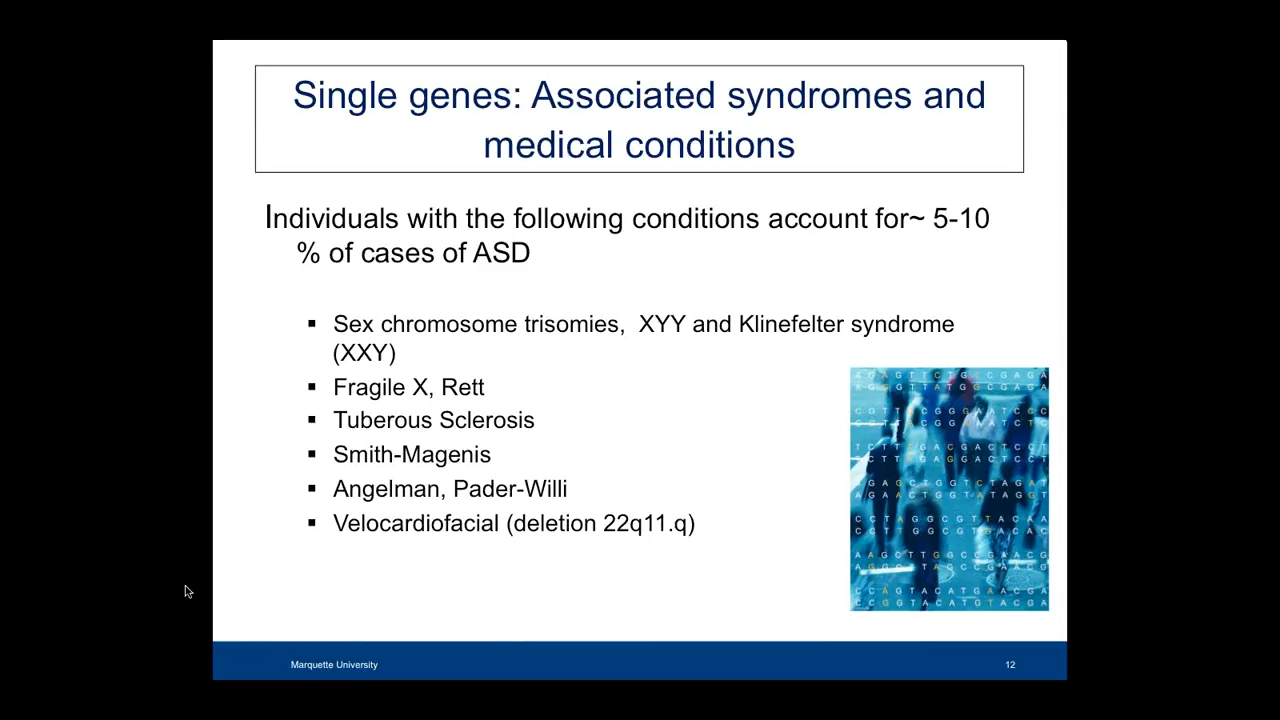 Single genes: Associated syndromes and
medical conditions
Individuals with the following conditions account for~ 5-10
% of cases of ASD
▪ Sex chromosome trisomies,  XYY and Klinefelter syndrome
(XXY)
▪ Fragile X, Rett
▪ Tuberous Sclerosis
▪ Smith-Magenis
▪ Angelman, Pader-Willi
▪ Velocardiofacial (deletion 22q11.q)
Marquette University
12